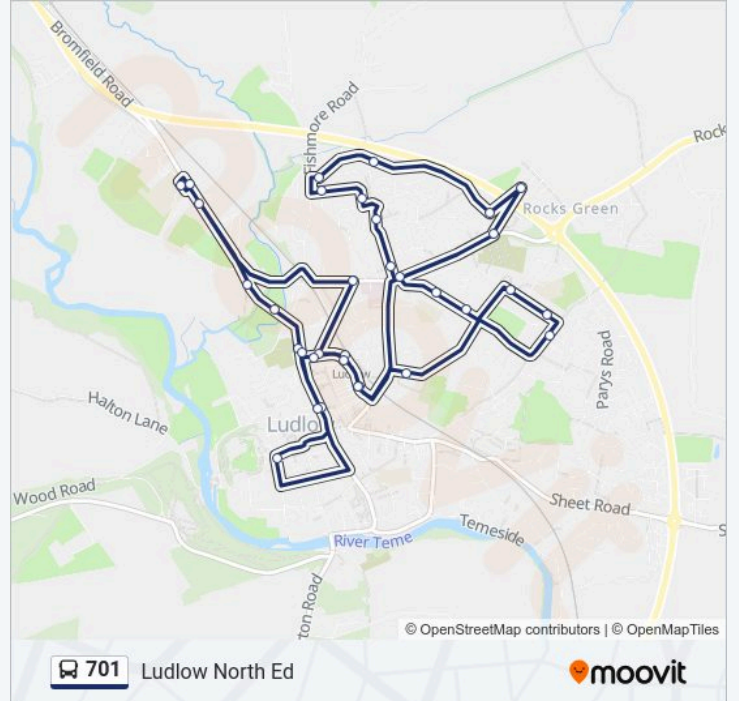 Bromfield Road
Fishmore Road
Rock
Rocks Green
Parys Road
Ludlow
Ludlo
Halton Lane
Wood Road
Sheet Road
Temeside
River Teme
S
ton Road
© OpenStreetMap contributors | © OpenMapTiles
701 Ludlow North Ed
moovit